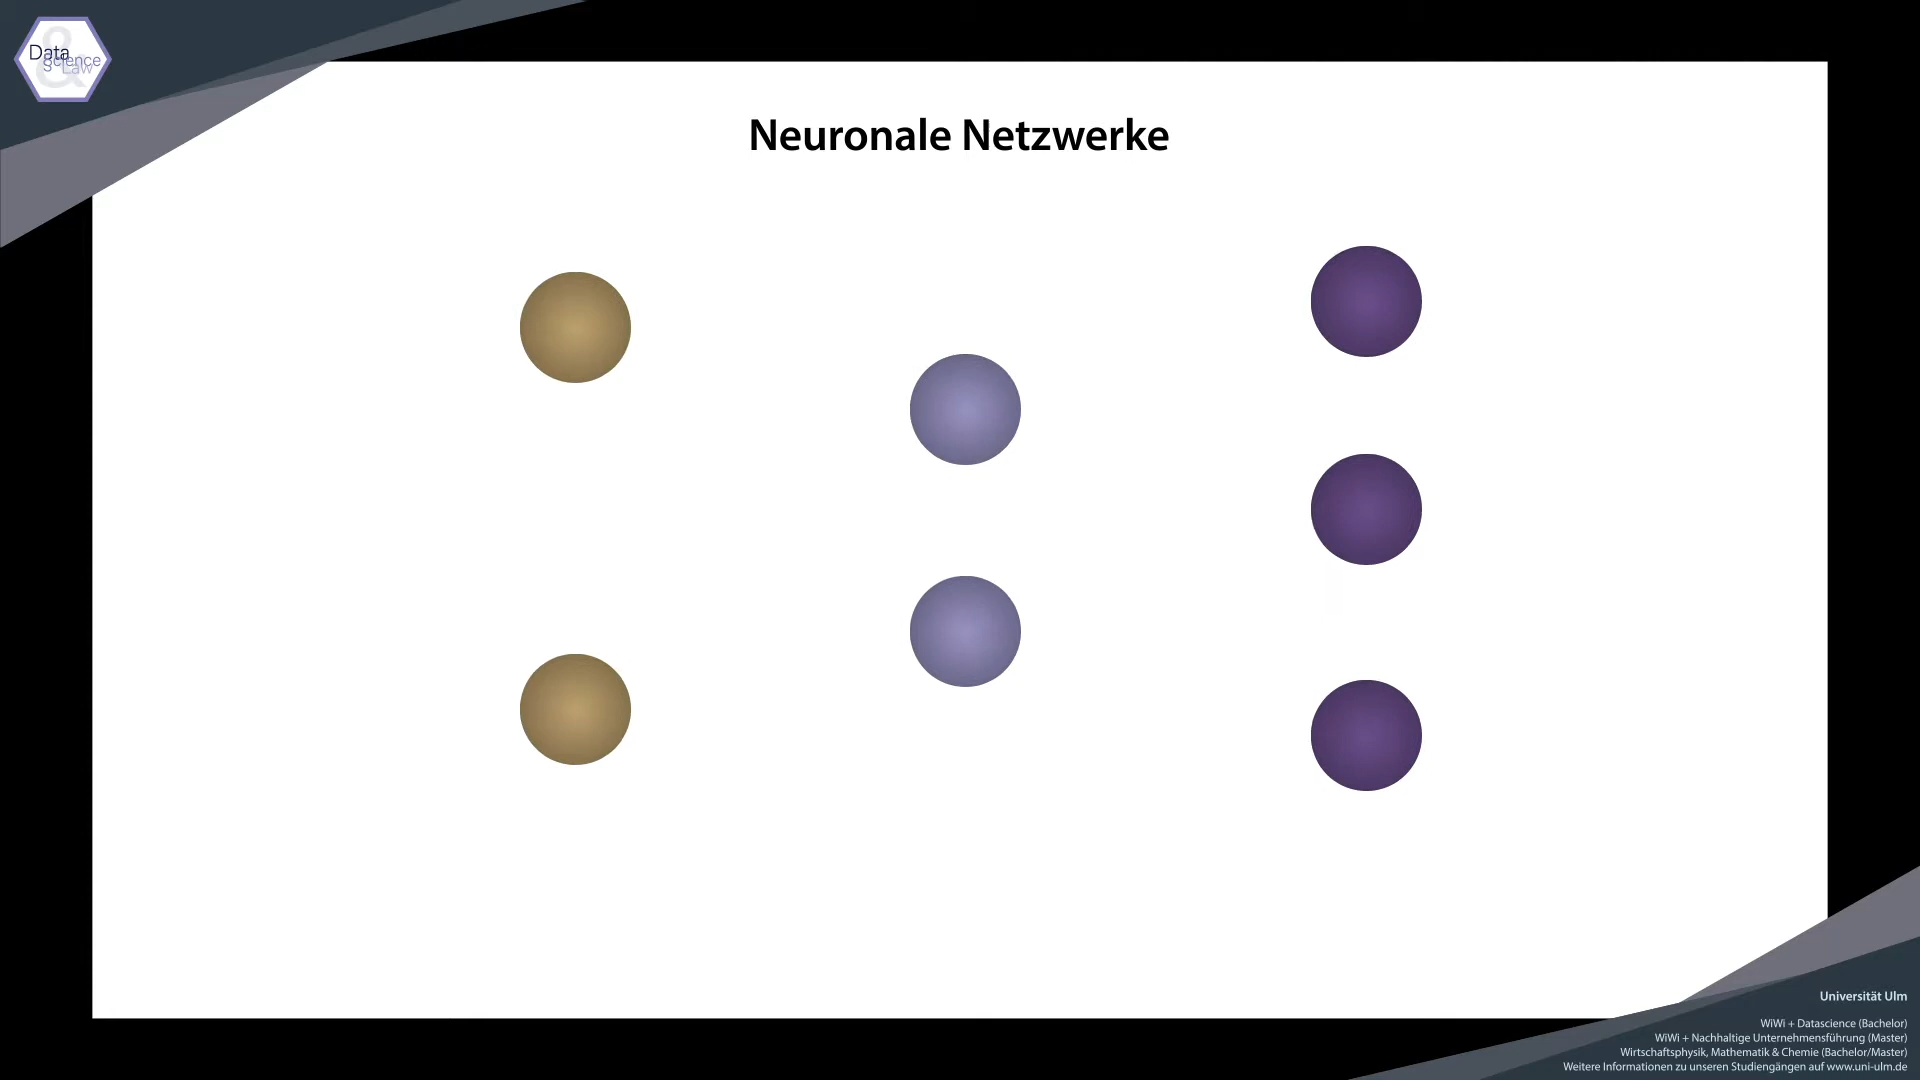 Data
Science
& Law
Neuronale Netzwerke
Universität Ulm
WiWi + Datascience (Bachelor)
WiWi + Nachhaltige Unternehmensführung (Master)
Wirtschaftsphysik, Mathematik & Chemie (Bachelor/Master)
Weitere Informationen zu unseren Studiengängen auf www.uni-ulm.de